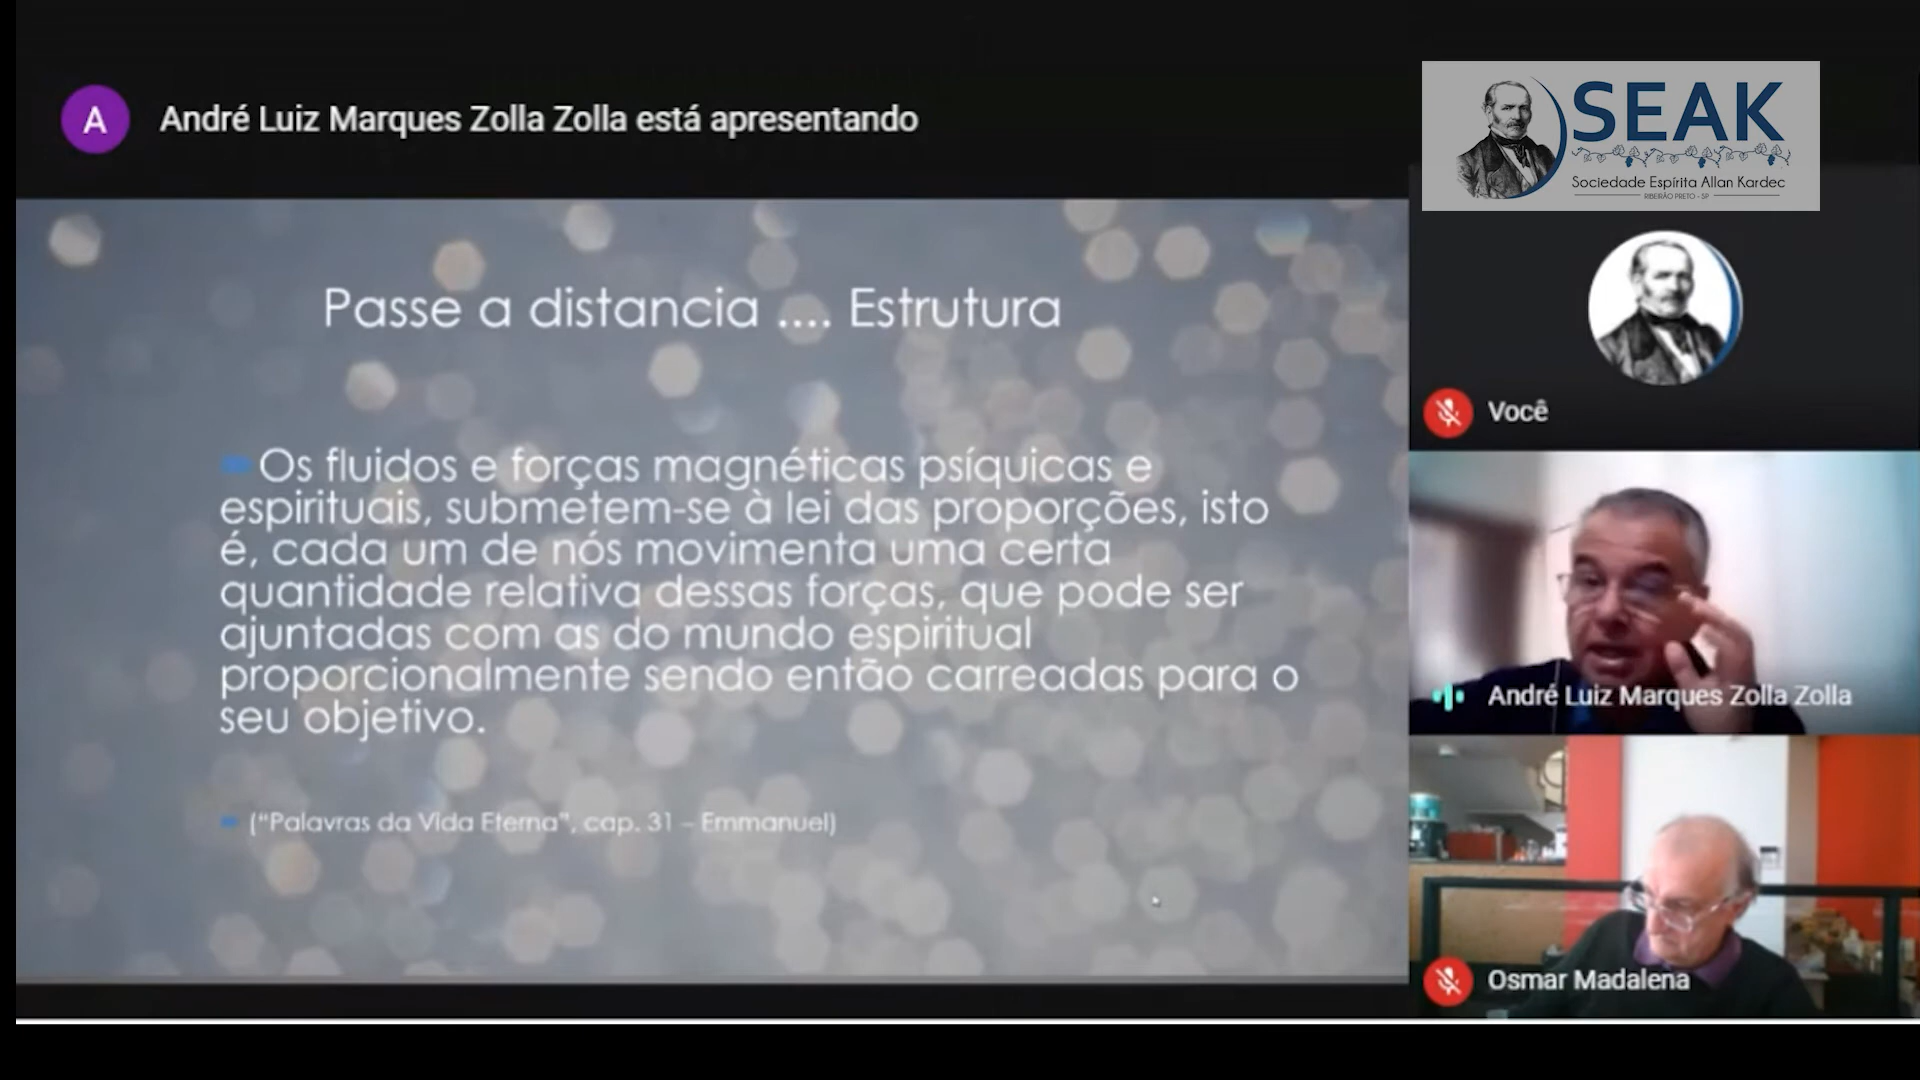 A
André Luiz Marques Zolla Zolla está apresentando
SEAK
Sociedade Espírita Allan Kardec
RIBEIRÃO PRETO - SP
Passe a distancia .... Estrutura
Os fluidos e forças magnéticas psíquicas e
espirituais, submetem-se à lei das proporções, isto
é, cada um de nós movimenta uma certa
quantidade relativa dessas forças, que pode ser
ajuntadas com as do mundo espiritual
proporcionalmente sendo então carreadas para o
seu objetivo.
(“Palavras da Vida Eterna”, cap. 31 – Emmanuel)
Você
André Luiz Marques Zolla Zolla
Osmar Madalena